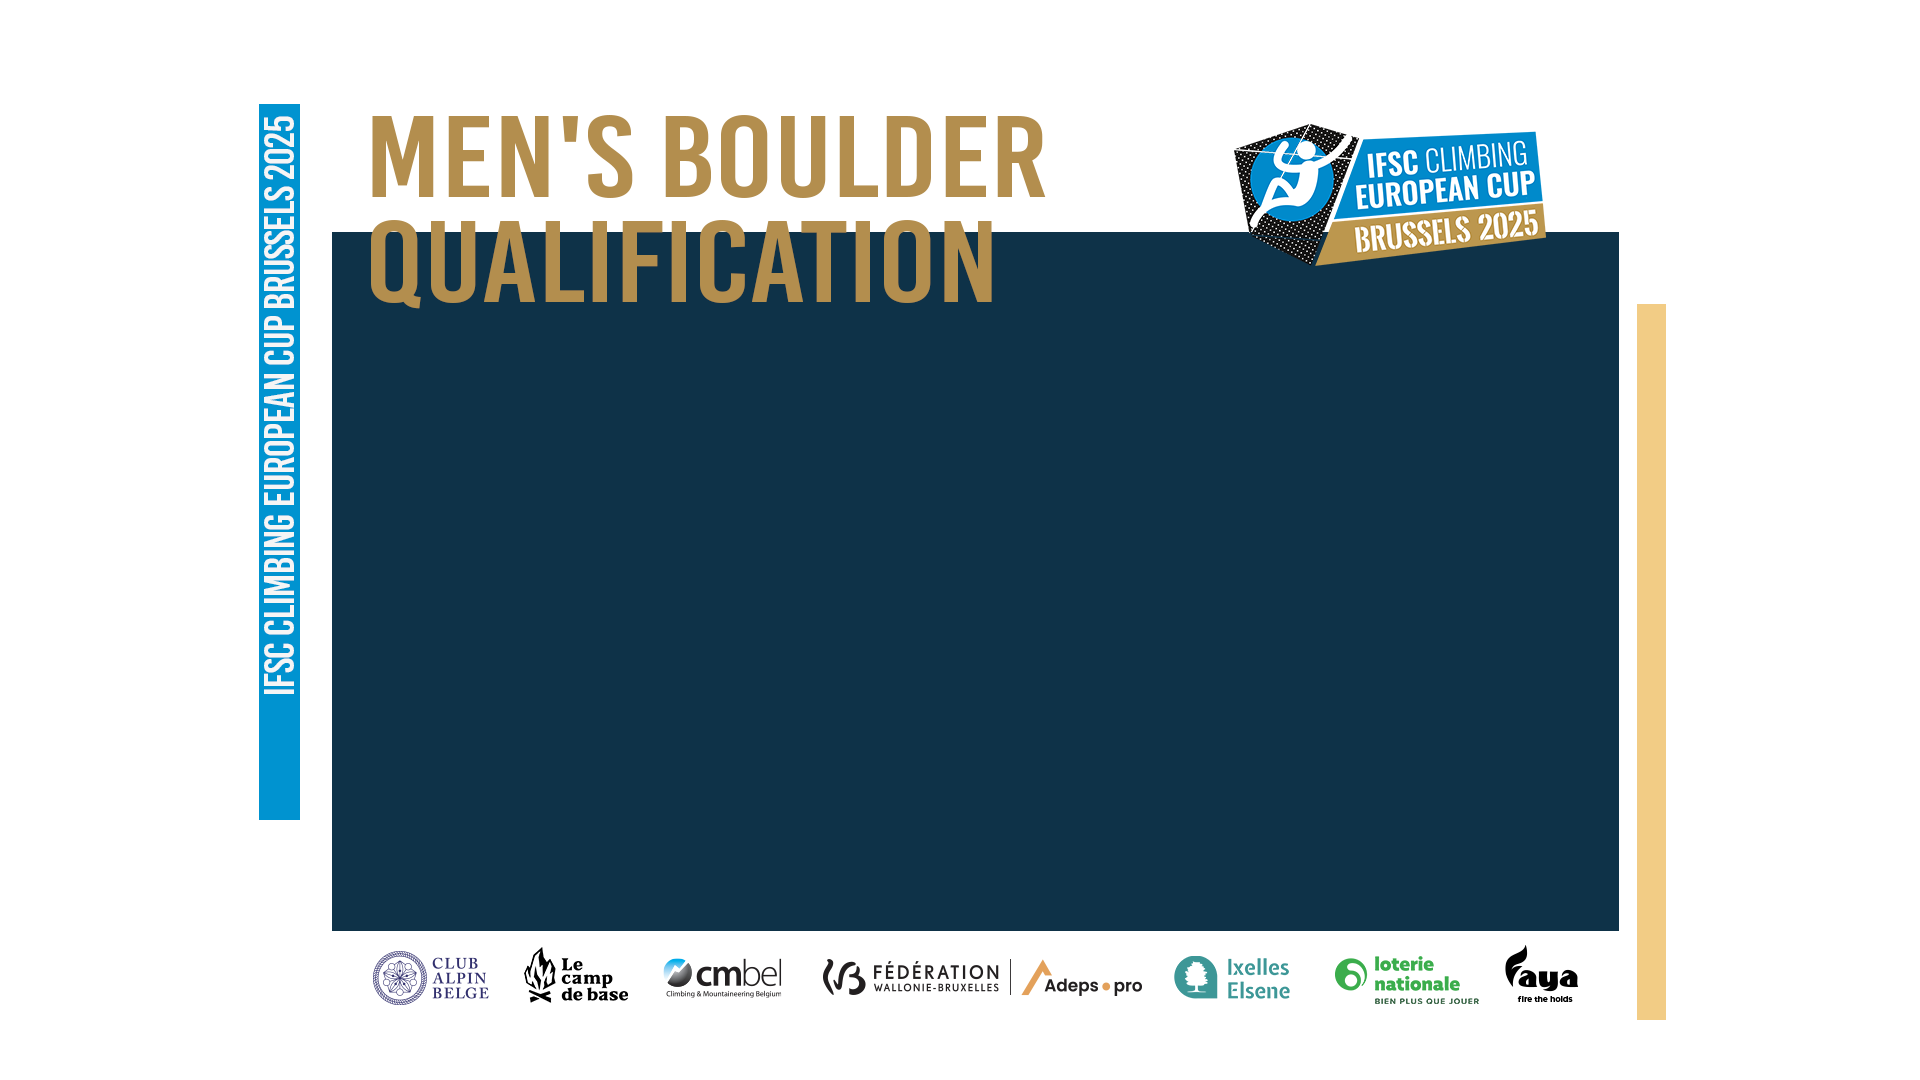 IFSC CLIMBING EUROPEAN CUP BRUSSELS 2025
MEN'S BOULDER
QUALIFICATION
IFSC CLIMBING
EUROPEAN CUP
BRUSSELS 2025
CLUB
ALPIN
BELGE
Le
camp
de base
cmbel
Climbing & Mountaineering Belgium
FÉDÉRATION
WALLONIE-BRUXELLES
Adeps•pro
Ixelles
Elsene
loterie
nationale
BIEN PLUS QUE JOUER
Faya
fire the holds